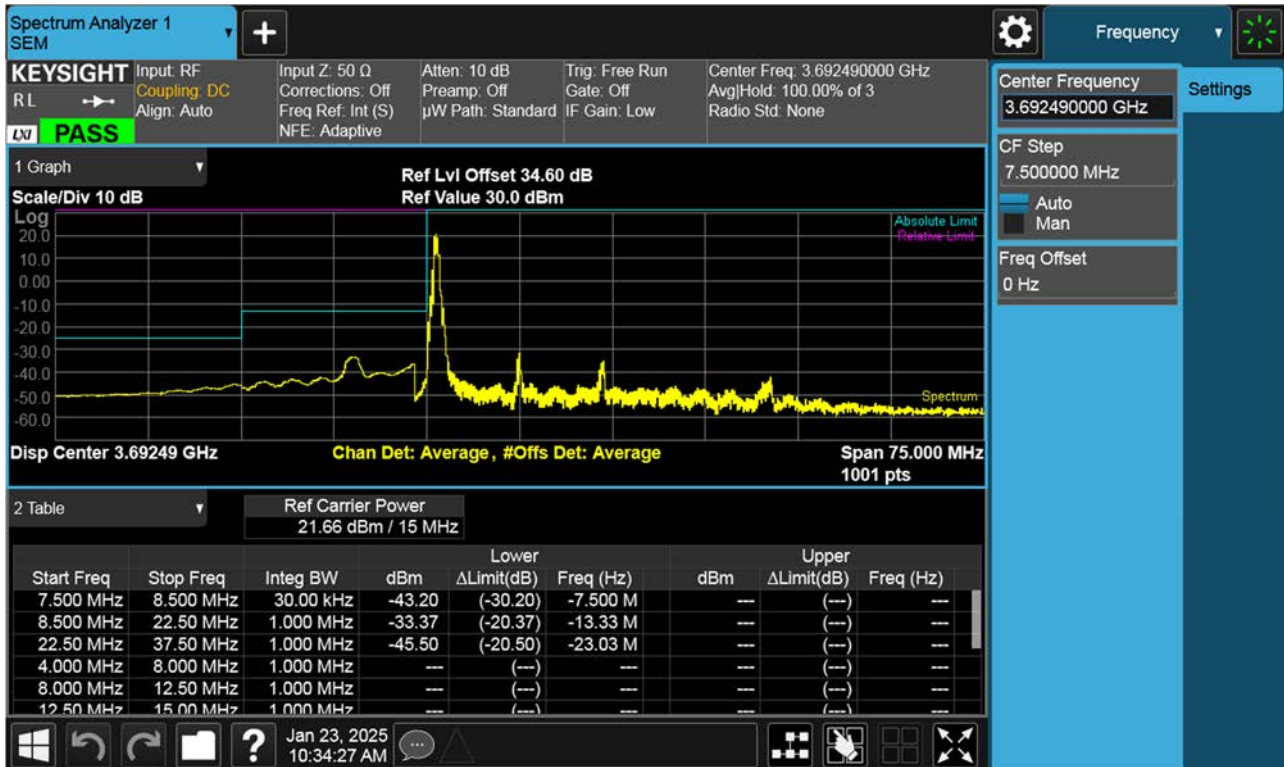 Spectrum Analyzer 1
SEM
+
Frequency
KEYSIGHT
RL
LXI PASS
Input: RF
Coupling: DC
Align: Auto
Input Z: 50 Ω
Corrections: Off
Freq Ref: Int (S)
NFE: Adaptive
Atten: 10 dB
Preamp: Off
µW Path: Standard
Trig: Free Run
Gate: Off
IF Gain: Low
Center Freq: 3.692490000 GHz
Avg|Hold: 100.00% of 3
Radio Std: None
Center Frequency
3.692490000 GHz
Settings
CF Step
7.500000 MHz
Auto
Man
Freq Offset
0 Hz
1 Graph
Scale/Div 10 dB
Ref Lvl Offset 34.60 dB
Ref Value 30.0 dBm
Log
20.0
10.0
0.00
-10.0
-20.0
-30.0
-40.0
-50.0
-60.0
Absolute Limit
Relative Limit
Spectrum
Disp Center 3.69249 GHz
Chan Det: Average, #Offs Det: Average
Span 75.000 MHz
1001 pts
2 Table
Ref Carrier Power
21.66 dBm / 15 MHz
Lower Upper
Start Freq Stop Freq Integ BW dBm ΔLimit(dB) Freq (Hz) dBm ΔLimit(dB) Freq (Hz)
7.500 MHz 8.500 MHz 30.00 kHz -43.20 (-30.20) -7.500 M --- (---) ---
8.500 MHz 22.50 MHz 1.000 MHz -33.37 (-20.37) -13.33 M --- (---) ---
22.50 MHz 37.50 MHz 1.000 MHz -45.50 (-20.50) -23.03 M --- (---) ---
4.000 MHz 8.000 MHz 1.000 MHz --- (---) --- --- (---) ---
8.000 MHz 12.50 MHz 1.000 MHz --- (---) --- --- (---) ---
12.50 MHz 15.00 MHz 1.000 MHz --- (---) --- --- (---) ---
?
Jan 23, 2025
10:34:27 AM